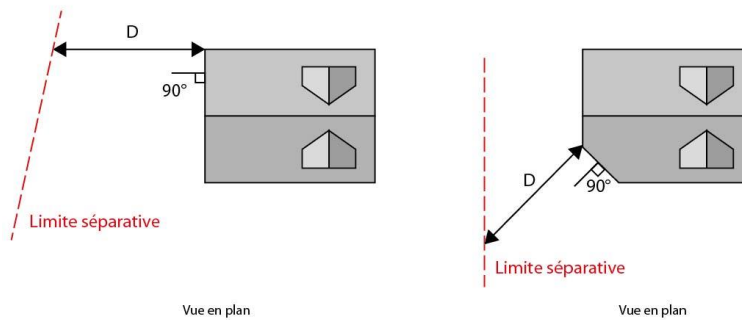 D
90°
Limite séparative
Vue en plan
D
90°
Limite séparative
Vue en plan